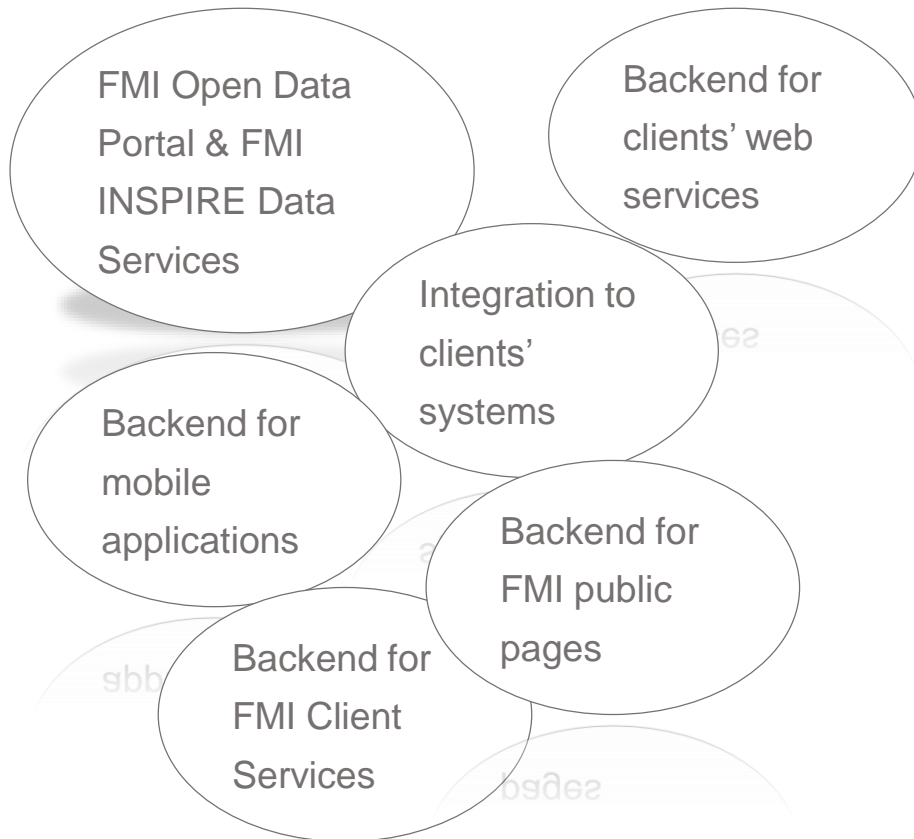 FMI Open Data
Portal & FMI
INSPIRE Data
Services
Backend for
clients’ web
services
Integration to
clients’
systems
Backend for
mobile
applications
Backend for
FMI public
pages
Backend for
FMI Client
Services